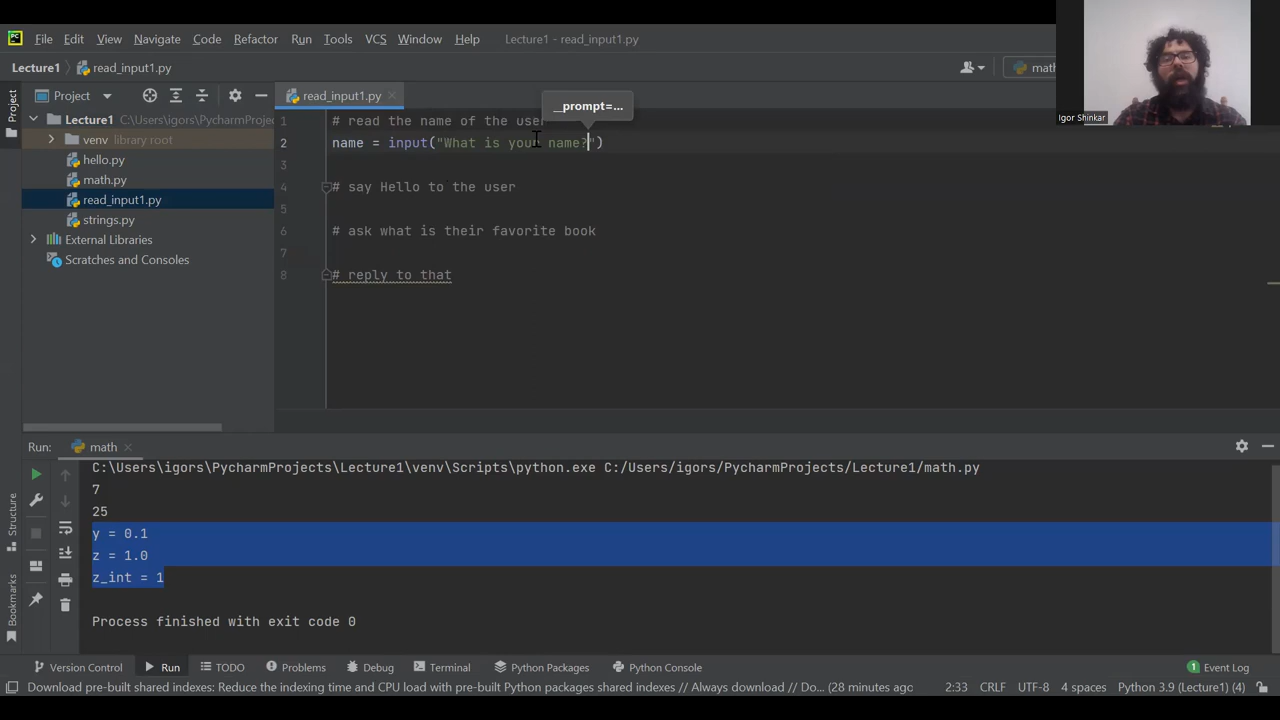 File Edit View Navigate Code Refactor Run Tools VCS Window Help Lecture1 - read_input1.py
Lecture1 read_input1.py math
Igor Shinkar
Project read_input1.py
Project
__prompt=...
Lecture1 C:\Users\igors\PycharmProje
venv library root
hello.py
math.py
read_input1.py
strings.py
External Libraries
Scratches and Consoles
1 # read the name of the user
2 name = input("What is your name?")
3
4 # say Hello to the user
5
6 # ask what is their favorite book
7
8 # reply to that
Run: math
C:\Users\igors\PycharmProjects\Lecture1\venv\Scripts\python.exe C:/Users/igors/PycharmProjects/Lecture1/math.py
7
25
y = 0.1
z = 1.0
z_int = 1
Process finished with exit code 0
Structure
Bookmarks
Version Control Run TODO Problems Debug Terminal Python Packages Python Console 1 Event Log
Download pre-built shared indexes: Reduce the indexing time and CPU load with pre-built Python packages shared indexes // Always download // Do... (28 minutes ago 2:33 CRLF UTF-8 4 spaces Python 3.9 (Lecture1) (4)